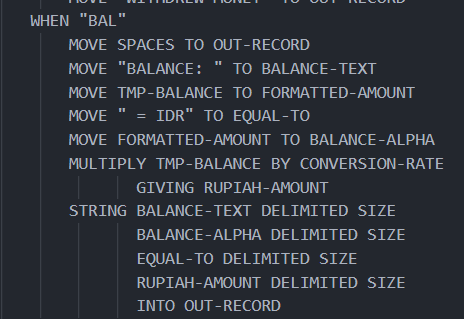 MOVE "WITHDREW MONEY" TO OUT-RECORD
WHEN "BAL"
MOVE SPACES TO OUT-RECORD
MOVE "BALANCE: " TO BALANCE-TEXT
MOVE TMP-BALANCE TO FORMATTED-AMOUNT
MOVE " = IDR" TO EQUAL-TO
MOVE FORMATTED-AMOUNT TO BALANCE-ALPHA
MULTIPLY TMP-BALANCE BY CONVERSION-RATE
GIVING RUPIAH-AMOUNT
STRING BALANCE-TEXT DELIMITED SIZE
BALANCE-ALPHA DELIMITED SIZE
EQUAL-TO DELIMITED SIZE
RUPIAH-AMOUNT DELIMITED SIZE
INTO OUT-RECORD